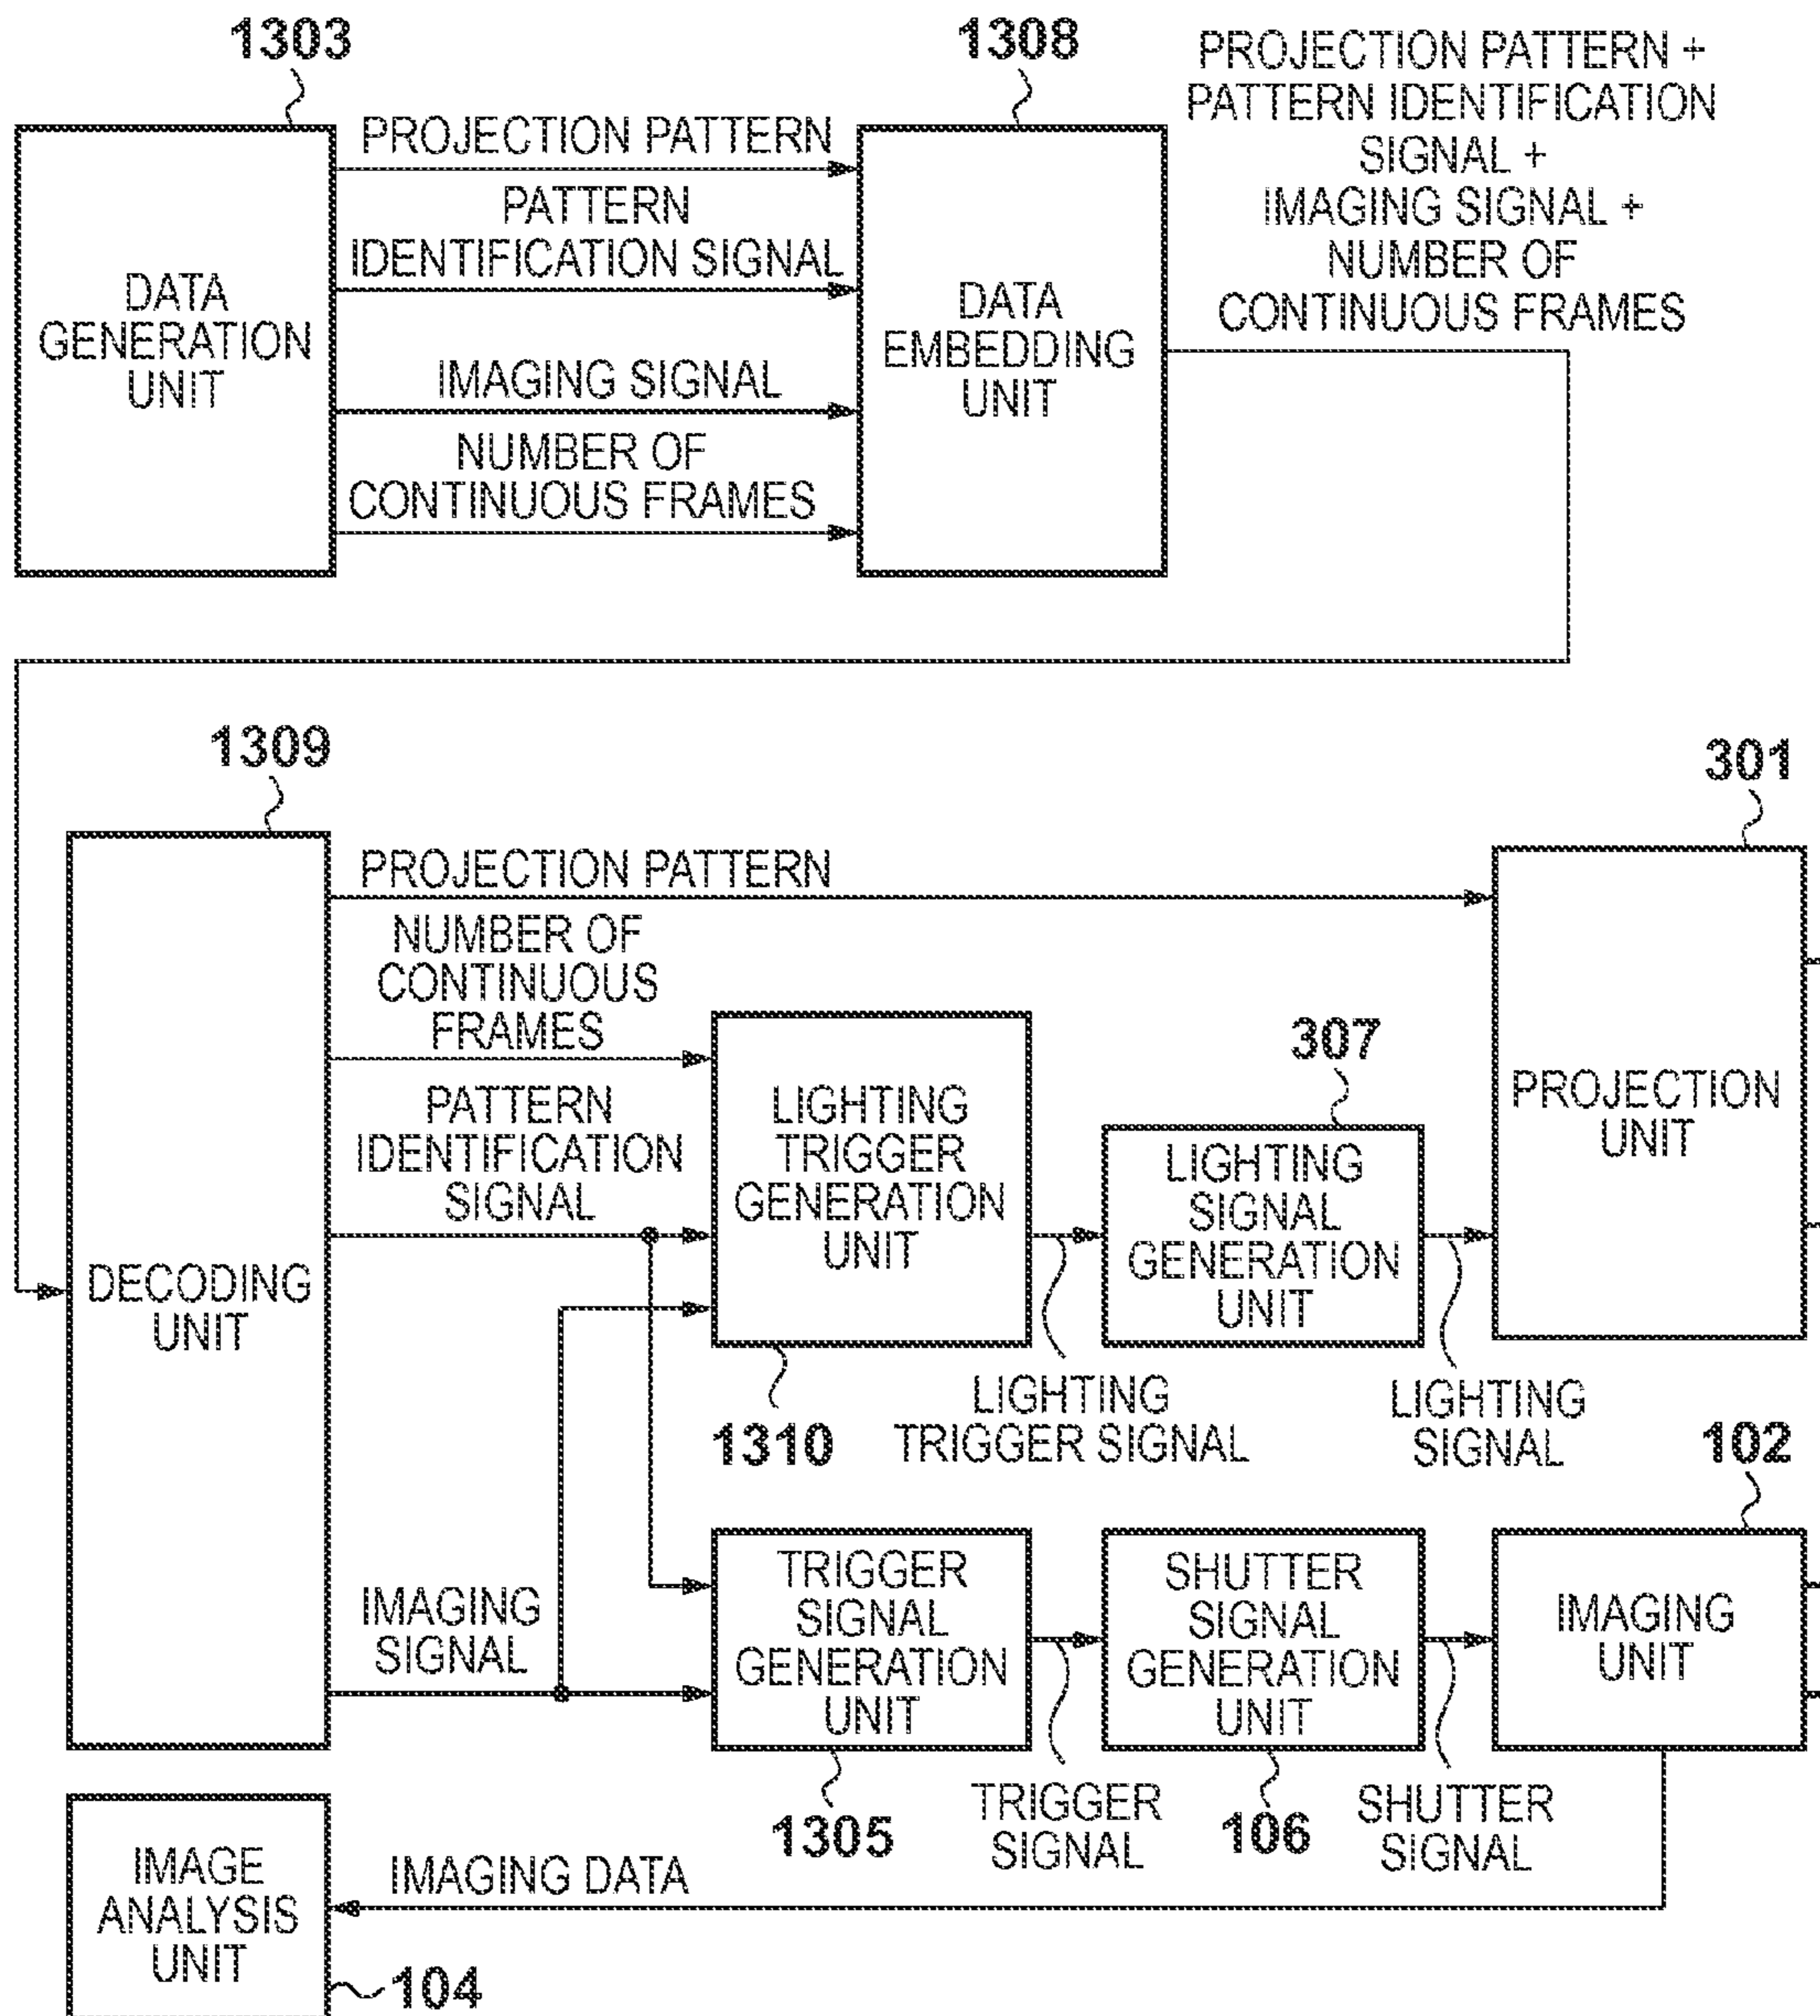 1303
1308
PROJECTION PATTERN +
PATTERN IDENTIFICATION
SIGNAL +
IMAGING SIGNAL +
NUMBER OF
CONTINUOUS FRAMES
PROJECTION PATTERN
PATTERN
IDENTIFICATION SIGNAL
IMAGING SIGNAL
NUMBER OF
CONTINUOUS FRAMES
DATA
GENERATION
UNIT
DATA
EMBEDDING
UNIT
1309
301
PROJECTION PATTERN
NUMBER OF
CONTINUOUS
FRAMES
PATTERN
IDENTIFICATION
SIGNAL
DECODING
UNIT
LIGHTING
TRIGGER
GENERATION
UNIT
307
LIGHTING
SIGNAL
GENERATION
UNIT
PROJECTION
UNIT
1310
LIGHTING
TRIGGER SIGNAL
LIGHTING
SIGNAL
102
IMAGING
SIGNAL
TRIGGER
SIGNAL
GENERATION
UNIT
SHUTTER
SIGNAL
GENERATION
UNIT
IMAGING
UNIT
1305
TRIGGER
SIGNAL
106
SHUTTER
SIGNAL
IMAGE
ANALYSIS
UNIT
IMAGING DATA
104